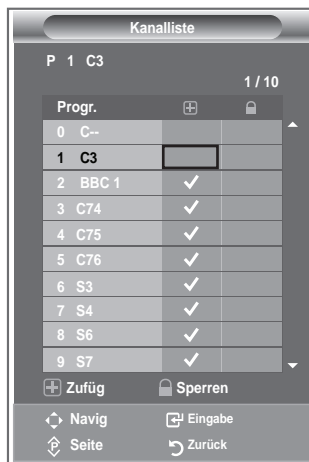 Kanalliste
P 1 C3
1 / 10
Progr.
0 C--
1 C3
2 BBC 1
3 C74
4 C75
5 C76
6 S3
7 S4
8 S6
9 S7
Zufüg Sperren
Navig Eingabe
P Seite Zurück